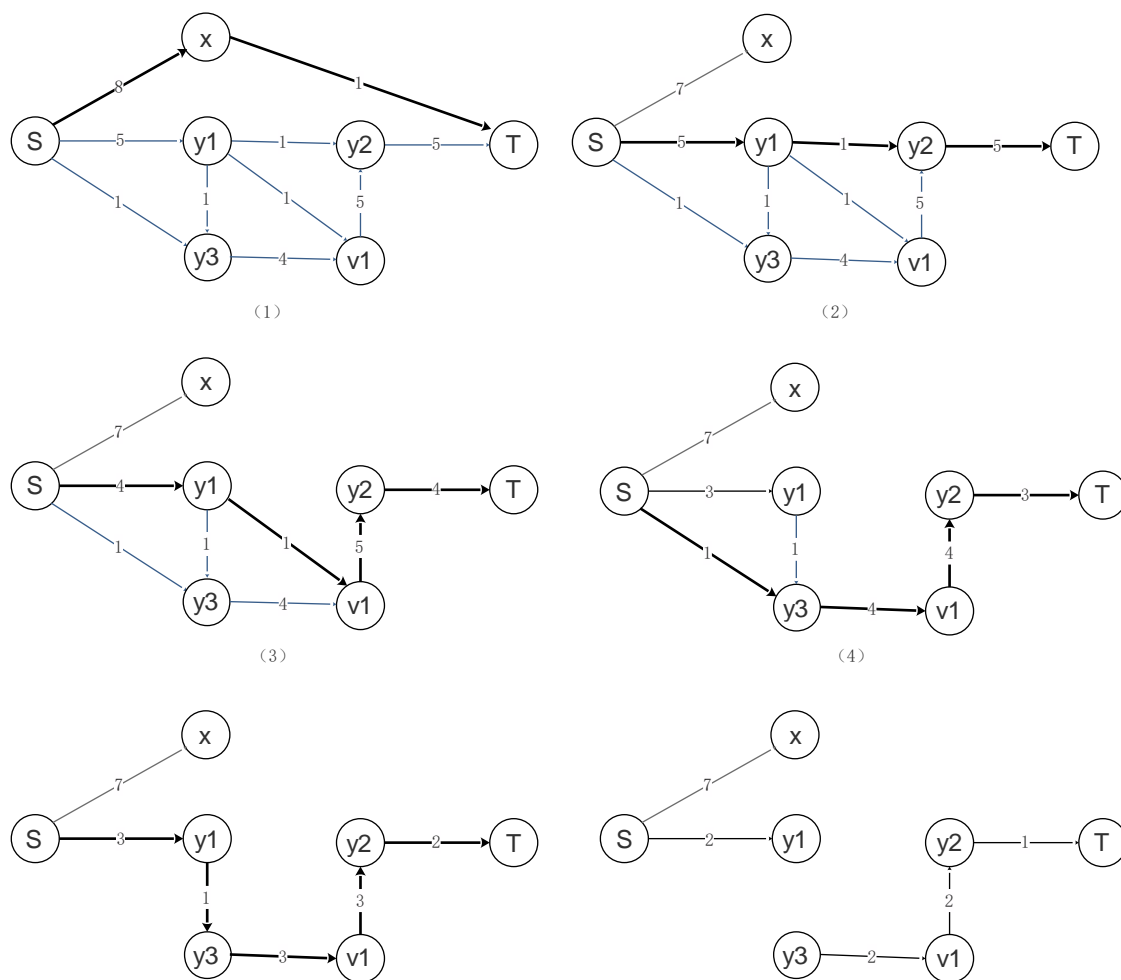 x x
8 1 7
S 5 y1 1 y2 5 T S 5 y1 1 y2 5 T
1 1 1 5 1 1 1 5
y3 4 v1 y3 4 v1
（1） （2）
x x
7 7
S 4 y1 y2 4 T S 3 y1 y2 3 T
1 1 1 5 1 1 4
y3 4 v1 y3 4 v1
（3） （4）
x x
7 7
S 3 y1 y2 2 T S 2 y1 y2 1 T
1 3 2
y3 3 v1 y3 2 v1